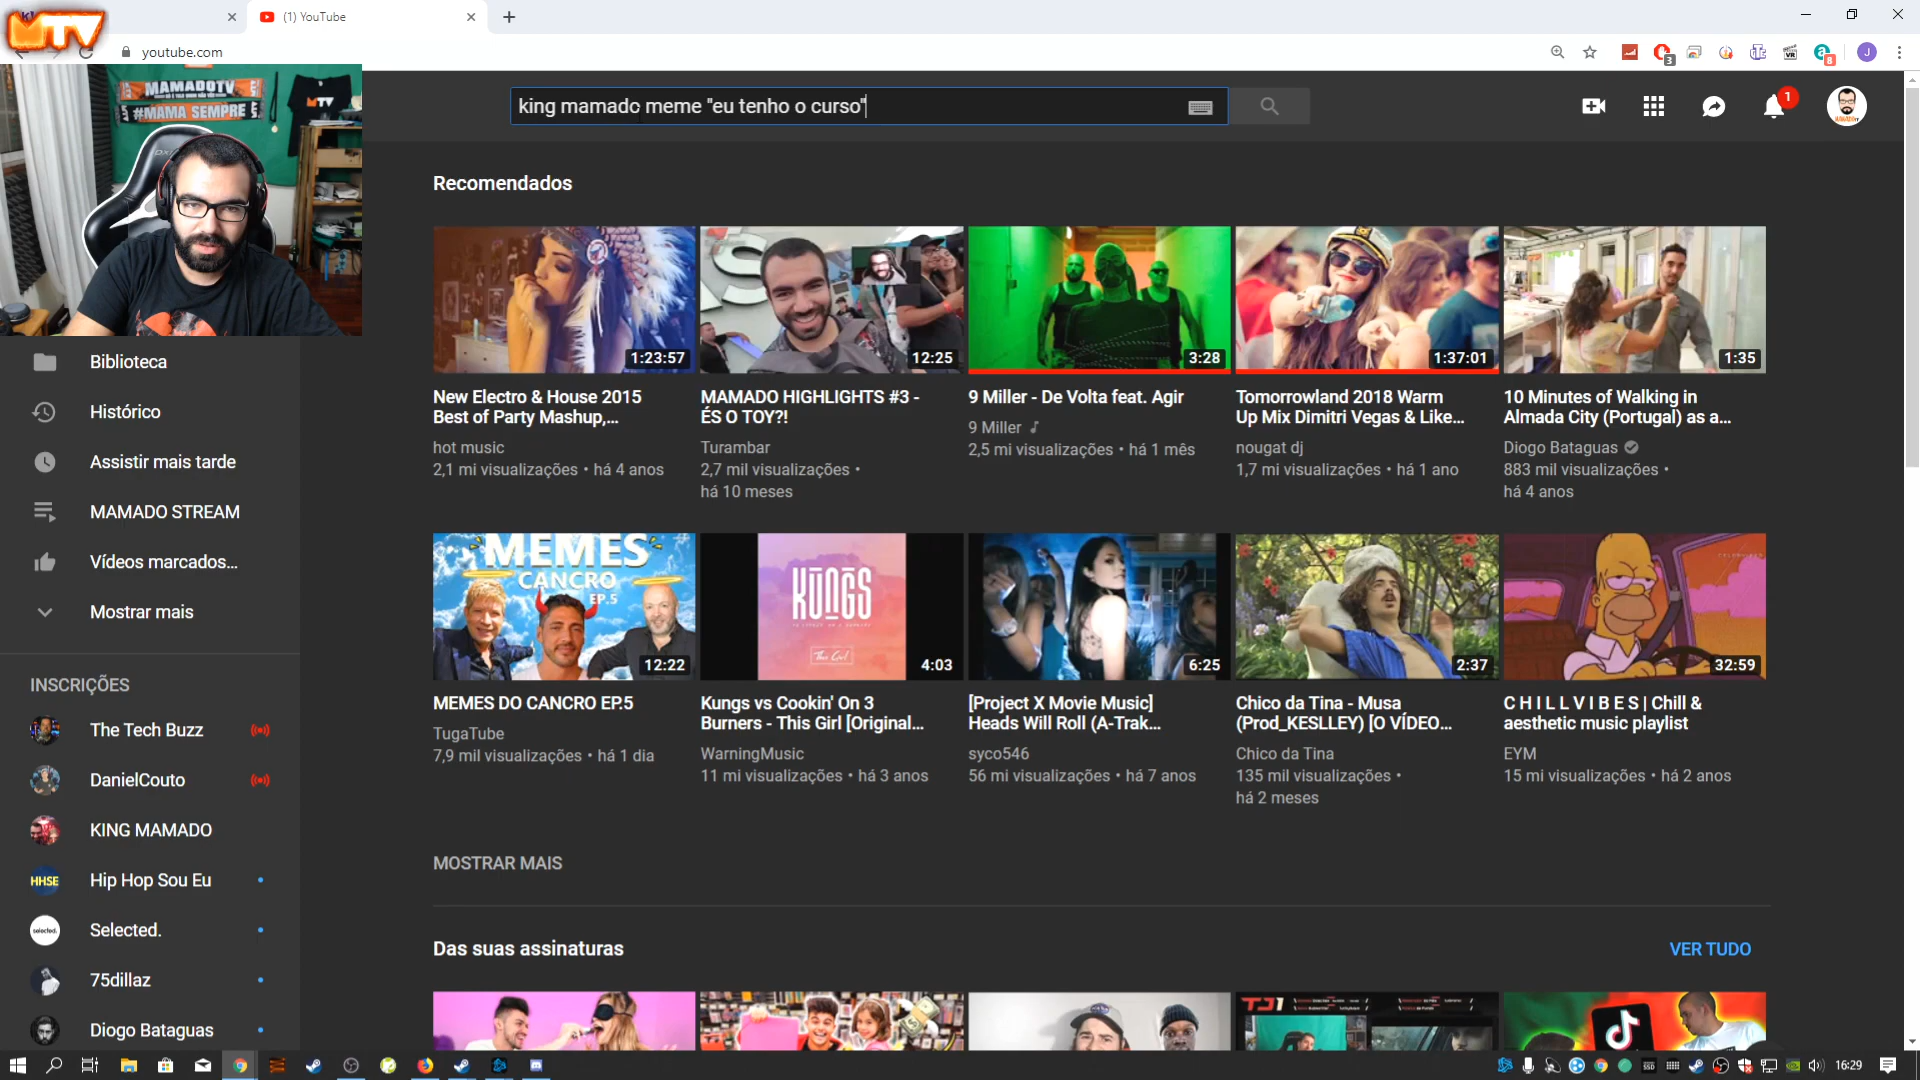 MTV
(1) YouTube
youtube.com
3
8
J
MAMADOTV
#MAMA SEMPRE
MTV
king mamado meme "eu tenho o curso"
1
Recomendados
1:23:57
12:25
3:28
1:37:01
1:35
New Electro & House 2015
Best of Party Mashup,...
hot music
2,1 mi visualizações • há 4 anos
MAMADO HIGHLIGHTS #3 -
ÉS O TOY?!
Turambar
2,7 mil visualizações •
há 10 meses
9 Miller - De Volta feat. Agir
9 Miller
2,5 mi visualizações • há 1 mês
Tomorrowland 2018 Warm
Up Mix Dimitri Vegas & Like...
nougat dj
1,7 mi visualizações • há 1 ano
10 Minutes of Walking in
Almada City (Portugal) as a...
Diogo Bataguas
883 mil visualizações •
há 4 anos
MEMES
CANCRO
EP.5
12:22
KUNGS
This Girl
4:03
6:25
2:37
32:59
MEMES DO CANCRO EP.5
TugaTube
7,9 mil visualizações • há 1 dia
Kungs vs Cookin' On 3
Burners - This Girl [Original...
WarningMusic
11 mi visualizações • há 3 anos
[Project X Movie Music]
Heads Will Roll (A-Trak...
syco546
56 mi visualizações • há 7 anos
Chico da Tina - Musa
(Prod_KESLLEY) [O VÍDEO...
Chico da Tina
135 mil visualizações •
há 2 meses
C H I L L V I B E S | Chill &
aesthetic music playlist
EYM
15 mi visualizações • há 2 anos
MOSTRAR MAIS
Das suas assinaturas
VER TUDO
TJ1
Biblioteca
Histórico
Assistir mais tarde
MAMADO STREAM
Vídeos marcados...
Mostrar mais
INSCRIÇÕES
The Tech Buzz
DanielCouto
KING MAMADO
HHSE
Hip Hop Sou Eu
selected.
Selected.
75dillaz
Diogo Bataguas
16:29